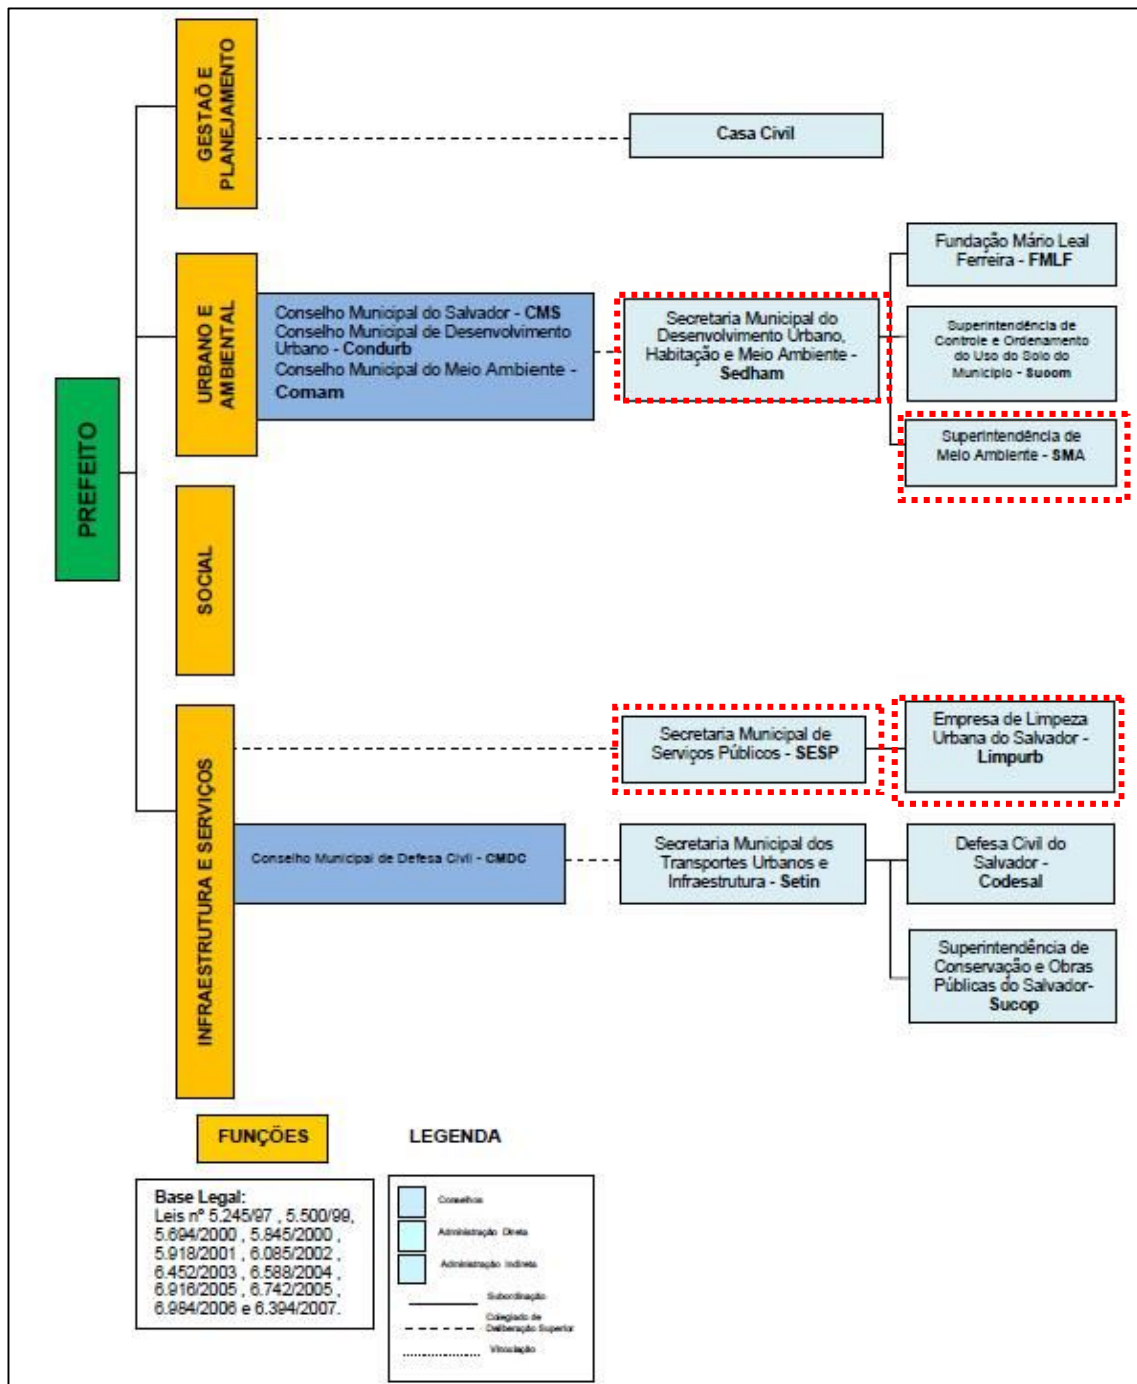 GESTAÕ E
PLANEJAMENTO
Casa Civil
URBANO E
AMBIENTAL
Conselho Municipal do Salvador - CMS
Conselho Municipal de Desenvolvimento
Urbano - Condurb
Conselho Municipal do Meio Ambiente -
Comam
Secretaria Municipal do
Desenvolvimento Urbano,
Habitação e Meio Ambiente -
Sedham
Fundação Mário Leal
Ferreira - FMLF
Superintendência de
Controle e Ordenamento
do Uso do Solo do
Município - Sucom
Superintendência de
Meio Ambiente - SMA
PREFEITO
SOCIAL
INFRAESTRUTURA E SERVIÇOS
Secretaria Municipal de
Serviços Públicos - SESP
Empresa de Limpeza
Urbana do Salvador -
Limpurb
Conselho Municipal de Defesa Civil - CMDC
Secretaria Municipal dos
Transportes Urbanos e
Infraestrutura - Setin
Defesa Civil do
Salvador -
Codesal
Superintendência de
Conservação e Obras
Públicas do Salvador-
Sucop
FUNÇÕES
LEGENDA
Base Legal:
Leis nº 5.245/97 , 5.500/99,
5.694/2000 , 5.845/2000 ,
5.918/2001 , 6.085/2002 ,
6.452/2003 , 6.588/2004 ,
6.916/2005 , 6.742/2005 ,
6.984/2006 e 6.394/2007.
Conselhos
Administração Direta
Administração Indireta
Subordinação
Colegiado de
Deliberação Superior
Vinculação